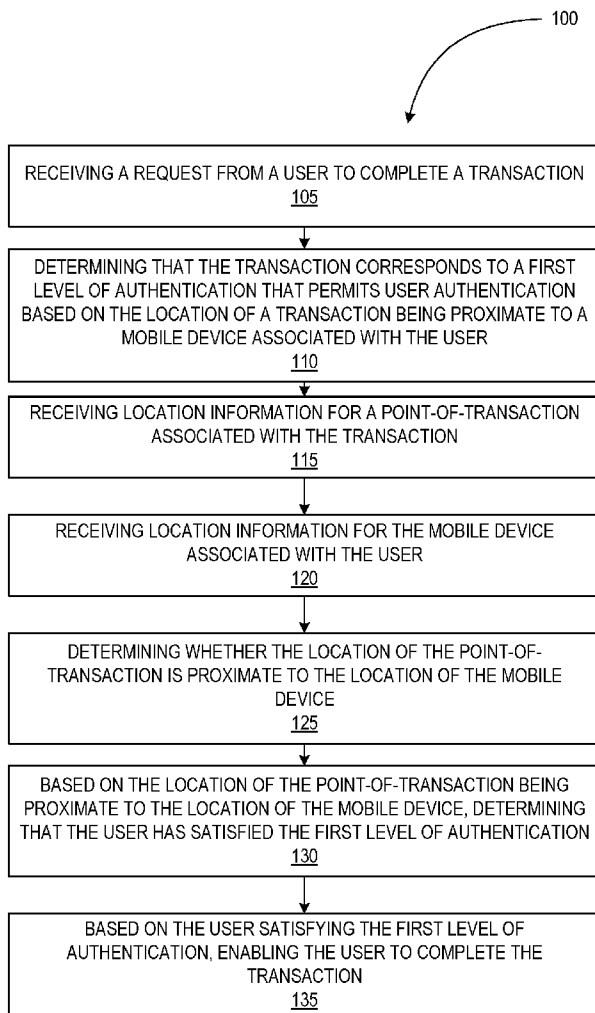 100
RECEIVING A REQUEST FROM A USER TO COMPLETE A TRANSACTION
105
DETERMINING THAT THE TRANSACTION CORRESPONDS TO A FIRST
LEVEL OF AUTHENTICATION THAT PERMITS USER AUTHENTICATION
BASED ON THE LOCATION OF A TRANSACTION BEING PROXIMATE TO A
MOBILE DEVICE ASSOCIATED WITH THE USER
110
RECEIVING LOCATION INFORMATION FOR A POINT-OF-TRANSACTION
ASSOCIATED WITH THE TRANSACTION
115
RECEIVING LOCATION INFORMATION FOR THE MOBILE DEVICE
ASSOCIATED WITH THE USER
120
DETERMINING WHETHER THE LOCATION OF THE POINT-OF-
TRANSACTION IS PROXIMATE TO THE LOCATION OF THE MOBILE
DEVICE
125
BASED ON THE LOCATION OF THE POINT-OF-TRANSACTION BEING
PROXIMATE TO THE LOCATION OF THE MOBILE DEVICE, DETERMINING
THAT THE USER HAS SATISFIED THE FIRST LEVEL OF AUTHENTICATION
130
BASED ON THE USER SATISFYING THE FIRST LEVEL OF
AUTHENTICATION, ENABLING THE USER TO COMPLETE THE
TRANSACTION
135